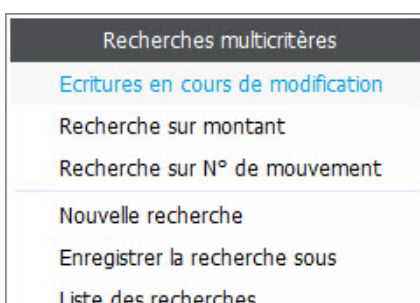 Recherches multicritères
Ecritures en cours de modification
Recherche sur montant
Recherche sur N° de mouvement
Nouvelle recherche
Enregistrer la recherche sous
Liste des recherches